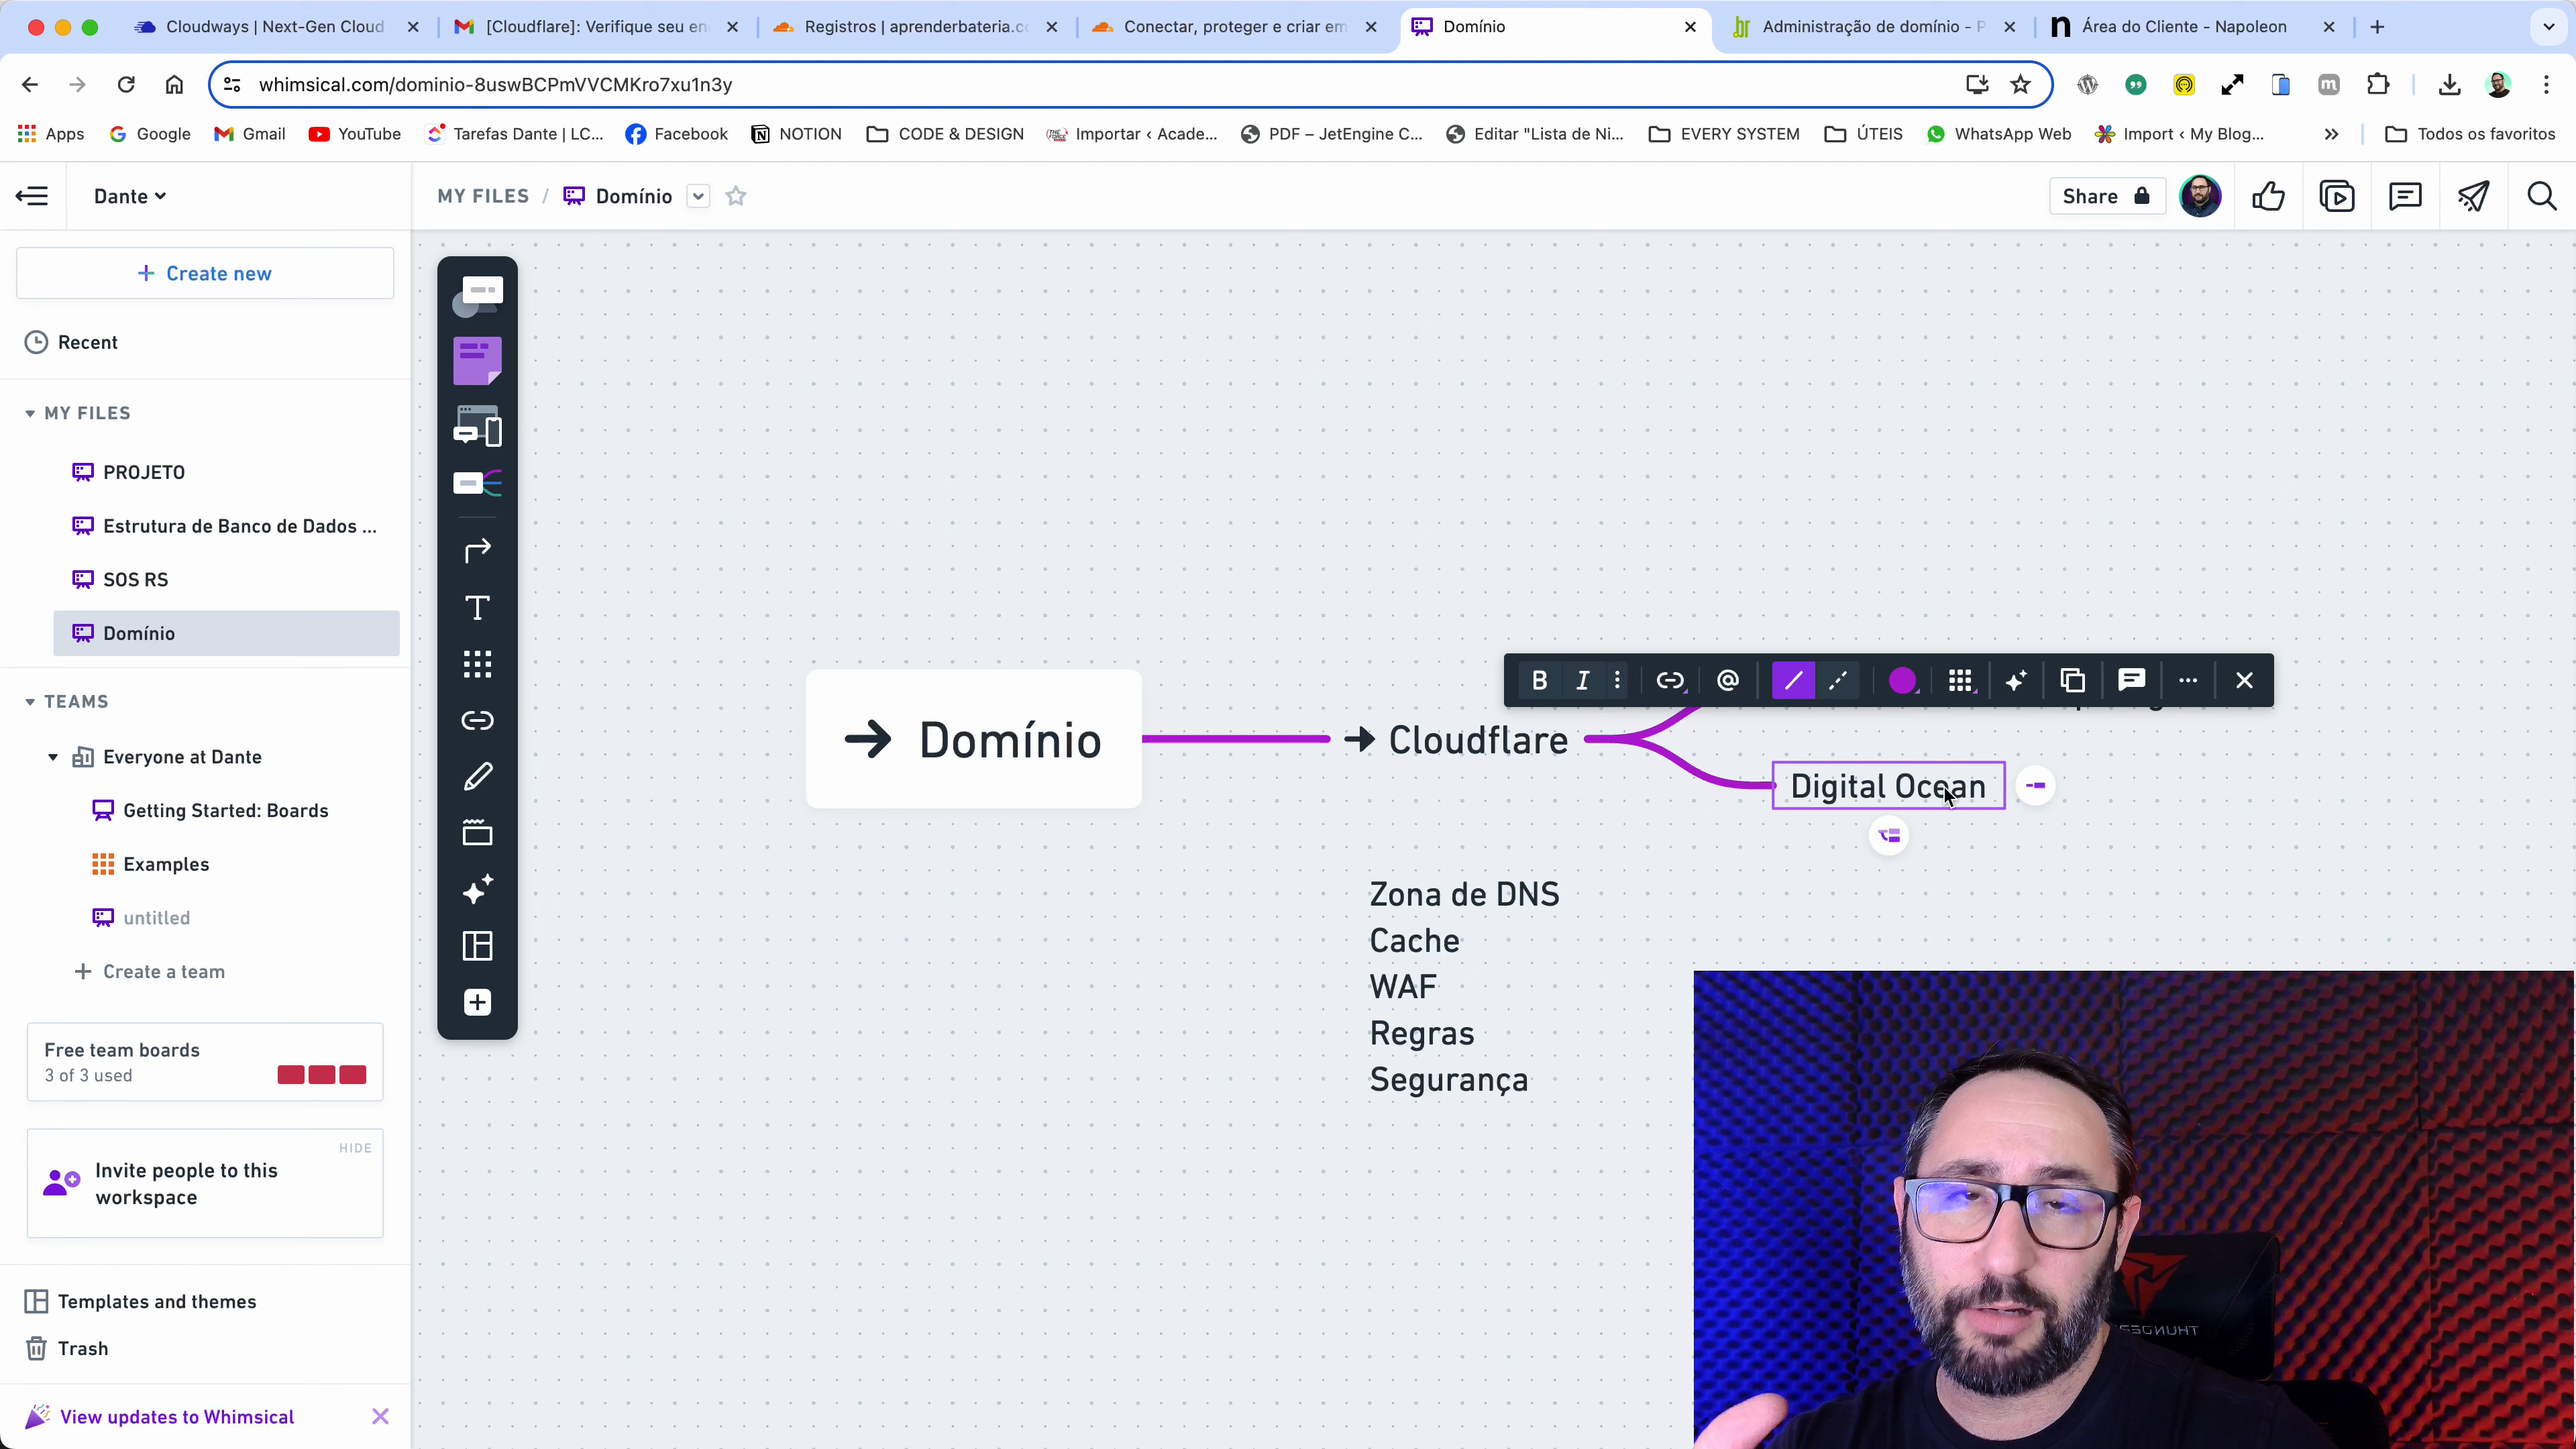 Cloudways | Next-Gen Cloud
[Cloudflare]: Verifique seu en
Registros | aprenderbateria.co
Conectar, proteger e criar em
Domínio
Administração de domínio - P
Área do Cliente - Napoleon
whimsical.com/dominio-8uswBCPmVVCMKro7xu1n3y
Apps
Google
Gmail
YouTube
Tarefas Dante | LC...
Facebook
NOTION
CODE & DESIGN
Importar ‹ Acade...
PDF – JetEngine C...
Editar "Lista de Ni...
EVERY SYSTEM
ÚTEIS
WhatsApp Web
Import ‹ My Blog...
Todos os favoritos
Dante
MY FILES / Domínio
Share
Create new
Recent
MY FILES
PROJETO
Estrutura de Banco de Dados ...
SOS RS
Domínio
TEAMS
Everyone at Dante
Getting Started: Boards
Examples
untitled
Create a team
Free team boards
3 of 3 used
HIDE
Invite people to this
workspace
Templates and themes
Trash
View updates to Whimsical
B I
Domínio
Cloudflare
Digital Ocean
Zona de DNS
Cache
WAF
Regras
Segurança